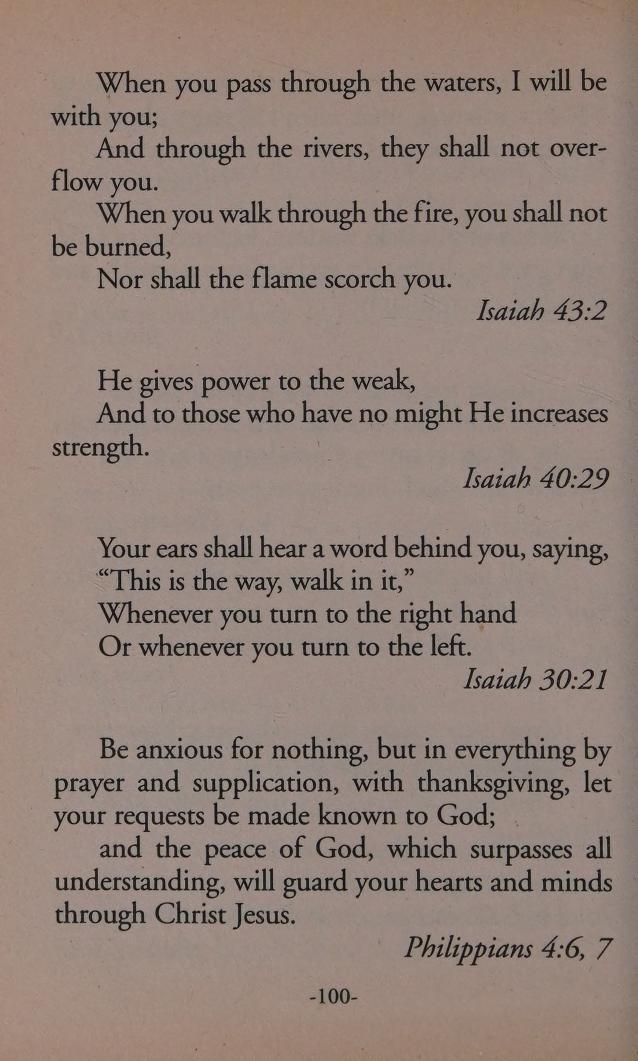 When you pass through the waters, I will be
with you;
And through the rivers, they shall not over-
flow you.
When you walk through the fire, you shall not
be burned,
Nor shall the flame scorch you.
Isaiah 43:2
He gives power to the weak,
And to those who have no might He increases
strength.
Isaiah 40:29
Your ears shall hear a word behind you, saying,
“This is the way, walk in it,”
Whenever you turn to the right hand
Or whenever you turn to the left.
Isaiah 30:21
Be anxious for nothing, but in everything by
prayer and supplication, with thanksgiving, let
your requests be made known to God;
and the peace of God, which surpasses all
understanding, will guard your hearts and minds
through Christ Jesus.
Philippians 4:6, 7
-100-